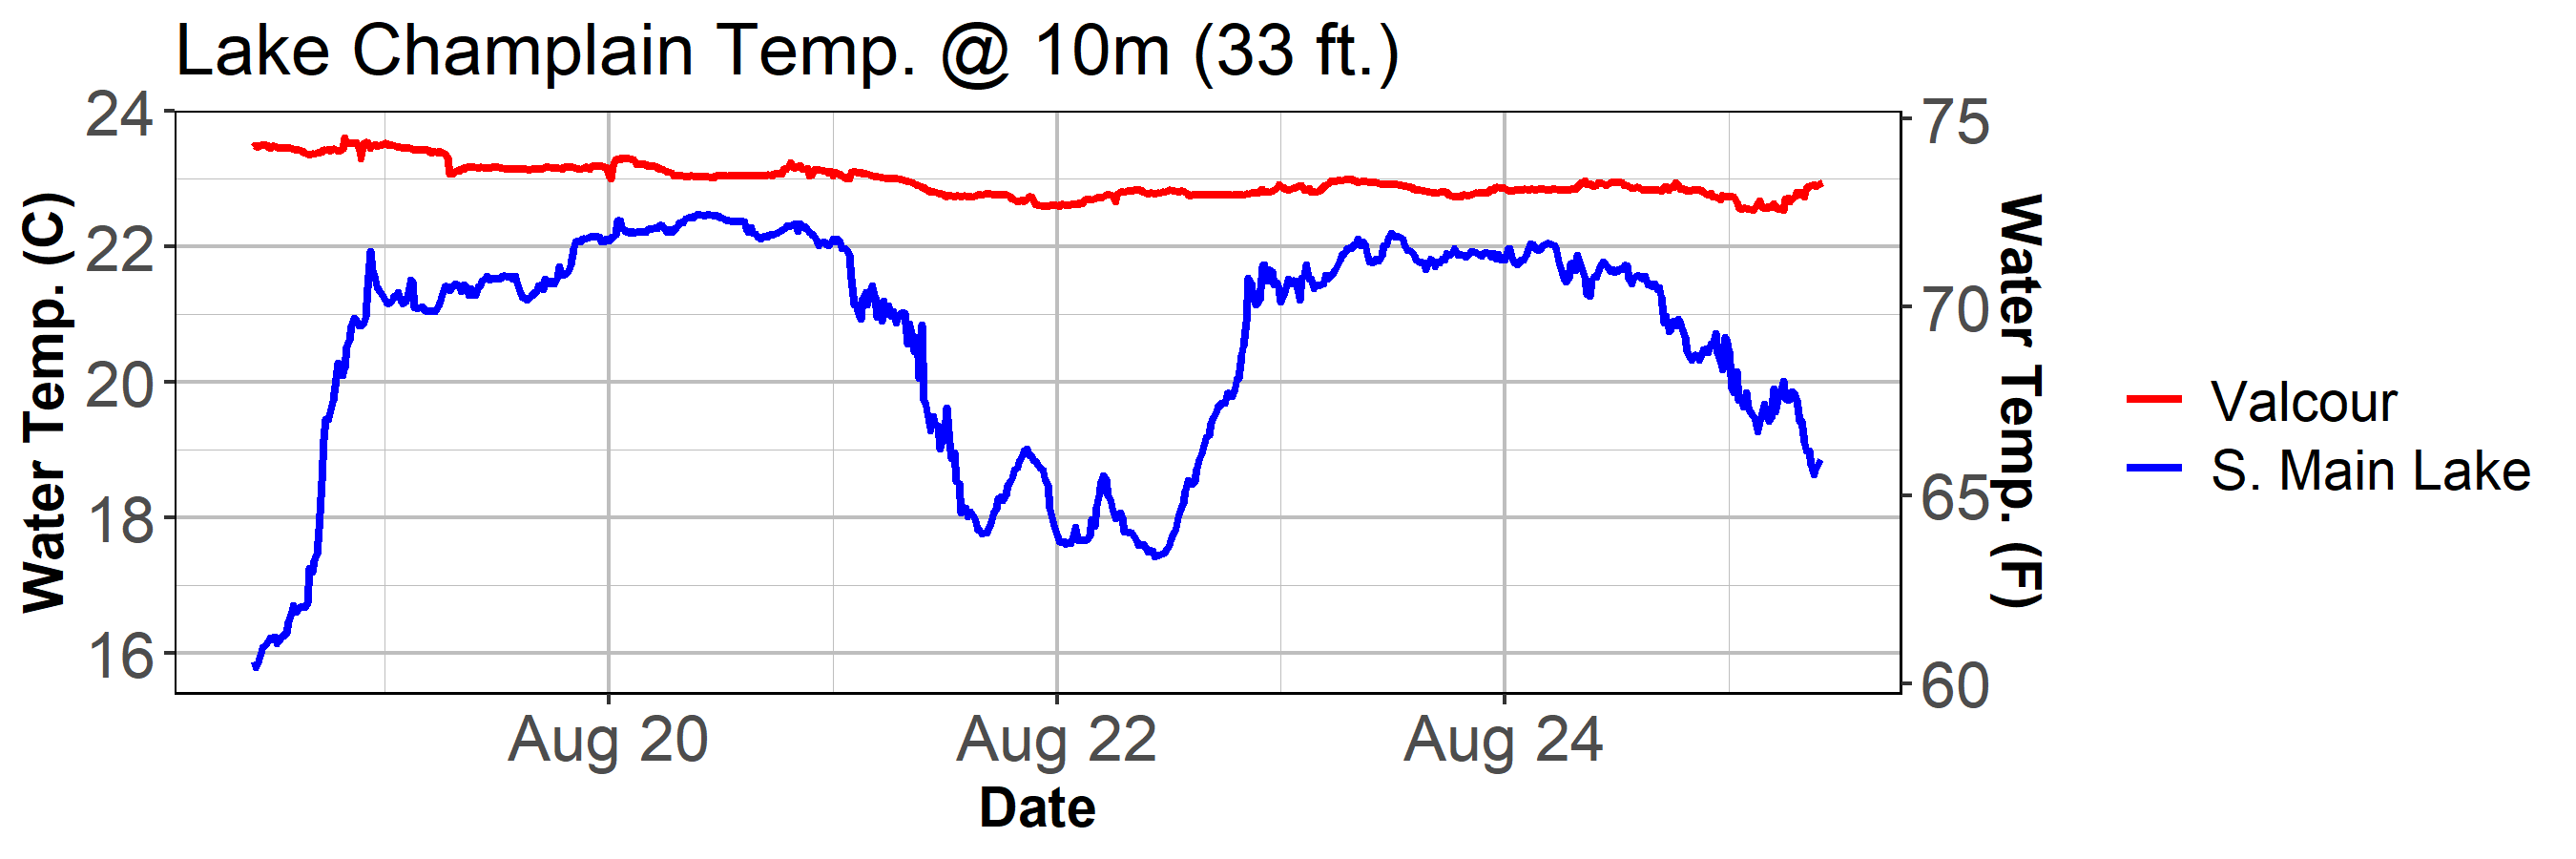 Lake Champlain Temp. @ 10m (33 ft.)
24
22
20
18
16
Water Temp. (C)
75
70
65
60
Water Temp. (F)
Aug 20
Aug 22
Aug 24
Date
Valcour
S. Main Lake